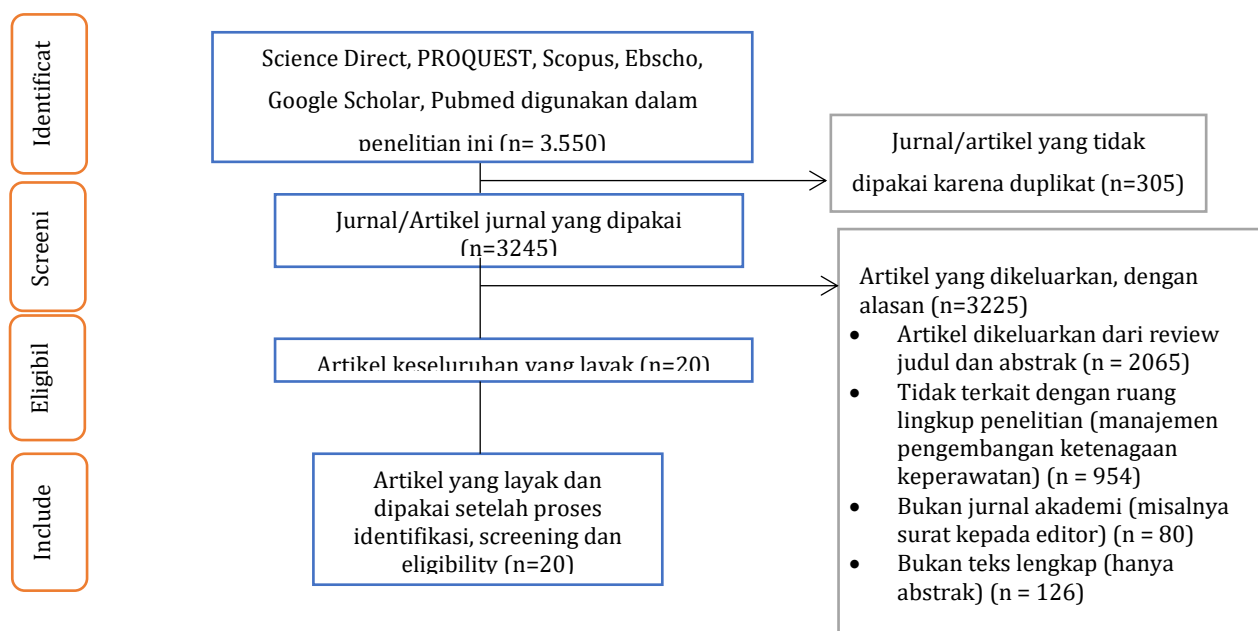 Identificat
Science Direct, PROQUEST, Scopus, Ebscho,
Google Scholar, Pubmed digunakan dalam
penelitian ini (n= 3.550)
Jurnal/artikel yang tidak
dipakai karena duplikat (n=305)
Screeni
Jurnal/Artikel jurnal yang dipakai
(n=3245)
Artikel yang dikeluarkan, dengan
alasan (n=3225)
• Artikel dikeluarkan dari review
judul dan abstrak (n = 2065)
• Tidak terkait dengan ruang
lingkup penelitian (manajemen
pengembangan ketenagaan
keperawatan) (n = 954)
• Bukan jurnal akademi (misalnya
surat kepada editor) (n = 80)
• Bukan teks lengkap (hanya
abstrak) (n = 126)
Eligibil
Artikel keseluruhan yang layak (n=20)
Include
Artikel yang layak dan
dipakai setelah proses
identifikasi, screening dan
eligibility (n=20)